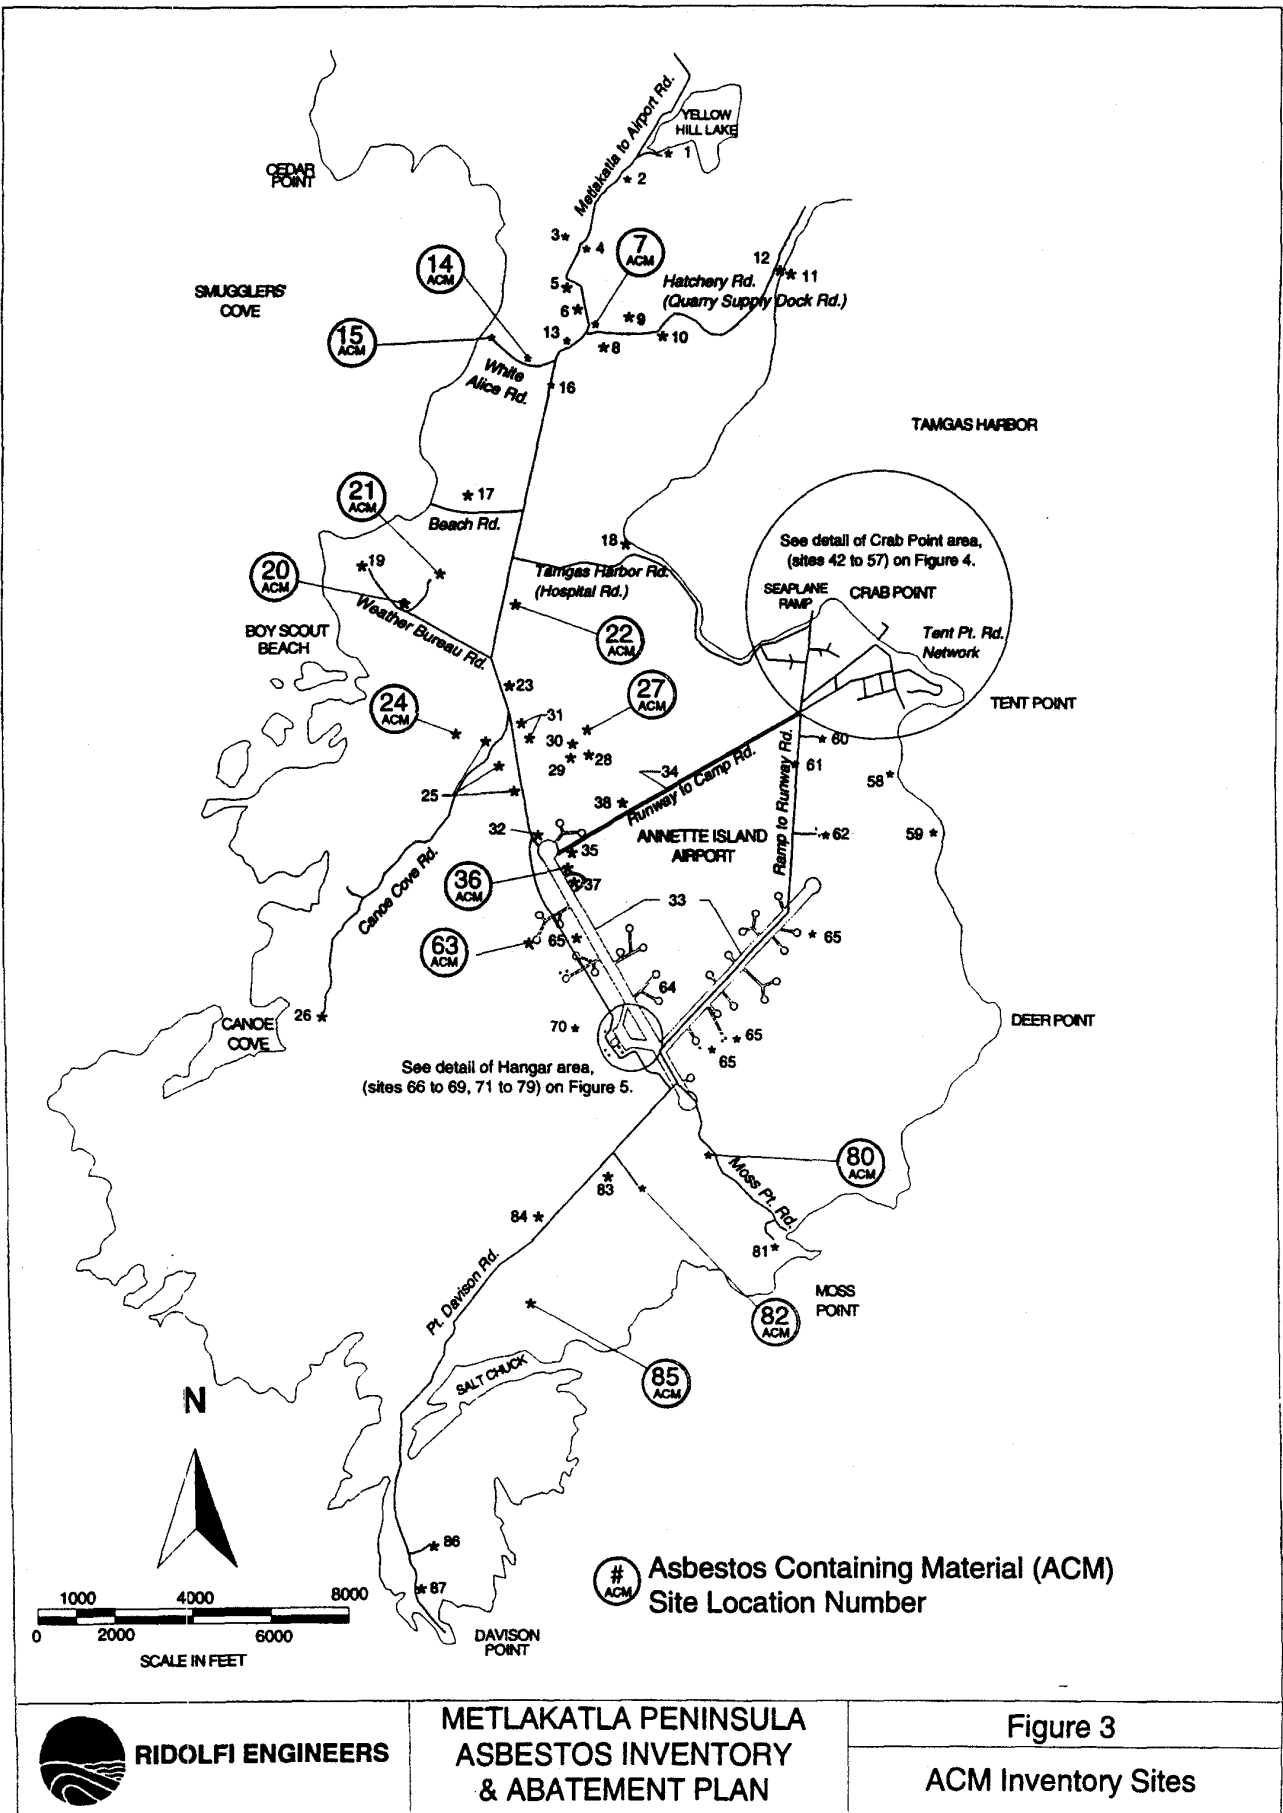 Metlakatla to Airport Rd.
YELLOW
HILL LAKE
1
2
CEDAR
POINT
3
4
7
ACM
12
11
14
ACM
Hatchery Rd.
(Quarry Supply Dock Rd.)
5
SMUGGLERS'
COVE
6
9
13
10
8
15
ACM
White
Alice Rd.
16
TAMGAS HARBOR
21
ACM
17
Beach Rd.
18
See detail of Crab Point area,
(sites 42 to 57) on Figure 4.
19
20
ACM
Tamgas Harbor Rd.
(Hospital Rd.)
SEAPLANE
RAMP
CRAB POINT
Weather Bureau Rd.
BOY SCOUT
BEACH
22
ACM
Tent Pt. Rd.
Network
23
27
ACM
TENT POINT
24
ACM
31
30
60
28
29
34
61
58
25
38
Runway to Camp Rd.
Ramp to Runway Rd.
32
ANNETTE ISLAND
AIRPORT
62
59
35
36
ACM
37
Canoe Cove Rd.
33
63
ACM
65
65
64
26
CANOE
COVE
70
65
65
DEER POINT
See detail of Hangar area,
(sites 66 to 69, 71 to 79) on Figure 5.
80
ACM
Moss Pt. Rd.
83
84
81
Pt. Davison Rd.
MOSS
POINT
82
ACM
85
ACM
SALT CHUCK
N
86
87
# ACM
Asbestos Containing Material (ACM)
Site Location Number
1000 4000 8000
0 2000 6000
SCALE IN FEET
DAVISON
POINT
RIDOLFI ENGINEERS
METLAKATLA PENINSULA
ASBESTOS INVENTORY
& ABATEMENT PLAN
Figure 3
ACM Inventory Sites